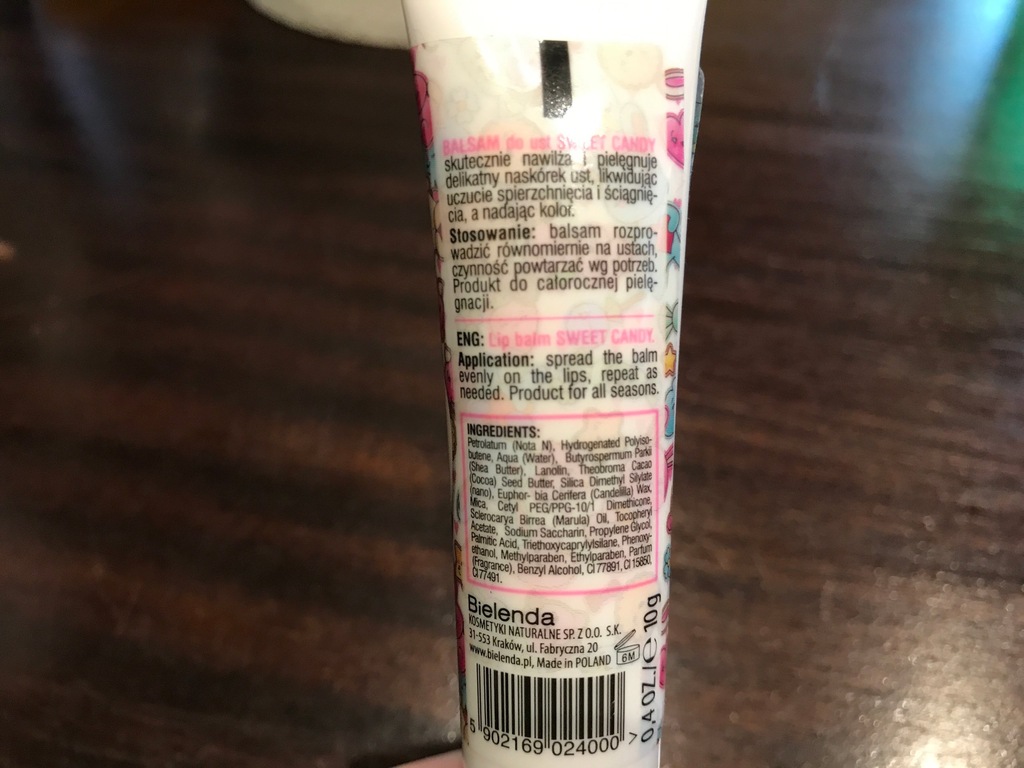 BALSAM do ust SWEET CANDY
skutecznie nawilża i pielęgnuje
delikatny naskórek ust, likwidując
uczucie spierzchnięcia i ściągnię-
cia, a nadając kolor.
Stosowanie: balsam rozpro-
wadzić równomiernie na ustach,
czynność powtarzać wg potrzeb.
Produkt do całorocznej pielę-
gnacji.
ENG: Lip balm SWEET CANDY.
Application: spread the balm
evenly on the lips, repeat as
needed. Product for all seasons.
INGREDIENTS:
Petrolatum (Nota N), Hydrogenated Polyiso-
butene, Aqua (Water), Butyrospermum Parkii
(Shea Butter), Lanolin, Theobroma Cacao
(Cocoa) Seed Butter, Silica Dimethyl Silylate
(nano), Euphor- bia Cerifera (Candelilla) Wax,
Mica, Cetyl PEG/PPG-10/1 Dimethicone,
Sclerocarya Birrea (Marula) Oil, Tocopheryl
Acetate, Sodium Saccharin, Propylene Glycol,
Palmitic Acid, Triethoxycaprylylsilane, Phenoxy-
ethanol, Methylparaben, Ethylparaben, Parfum
(Fragrance), Benzyl Alcohol, CI 77891, CI 15850,
CI 77491.
Bielenda
KOSMETYKI NATURALNE SP. Z O.O. S.K.
31-553 Kraków, ul. Fabryczna 20
www.bielenda.pl, Made in POLAND
6M
0,4 OZ./℮ 10g
5 902169 024000 >